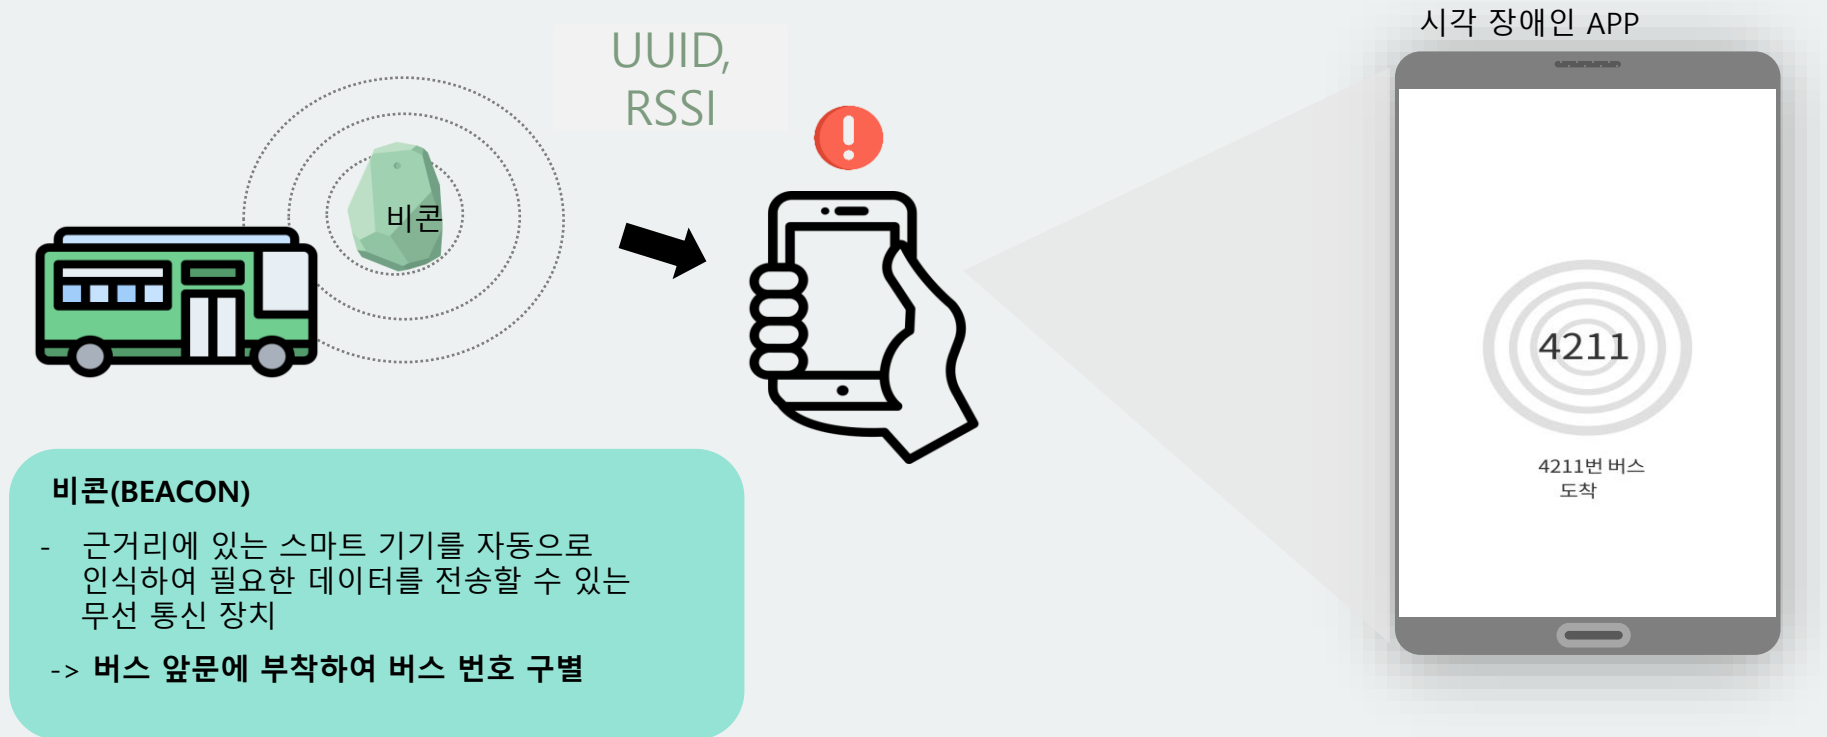 시각 장애인 APP
UUID,
RSSI
비콘
4211
4211번 버스
도착
비콘(BEACON)
- 근거리에 있는 스마트 기기를 자동으로
인식하여 필요한 데이터를 전송할 수 있는
무선 통신 장치
-> 버스 앞문에 부착하여 버스 번호 구별